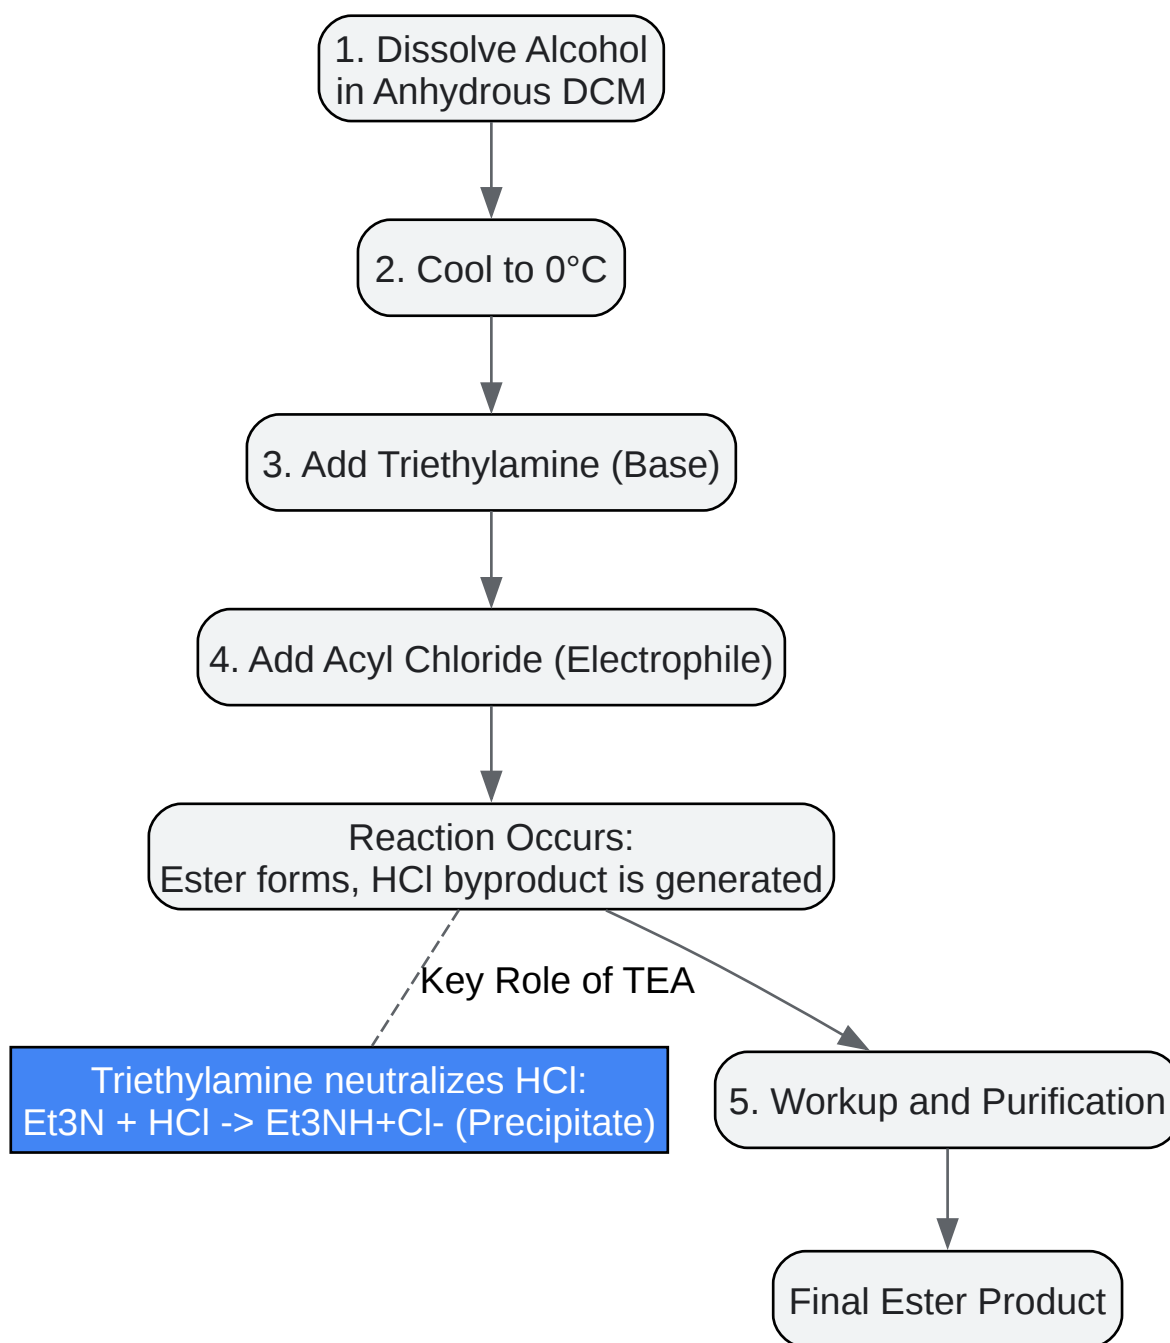 1. Dissolve Alcohol
in Anhydrous DCM
2. Cool to 0°C
3. Add Triethylamine (Base)
4. Add Acyl Chloride (Electrophile)
Reaction Occurs:
Ester forms, HCl byproduct is generated
Key Role of TEA
Triethylamine neutralizes HCl:
Et3N + HCl -> Et3NH+Cl- (Precipitate)
5. Workup and Purification
Final Ester Product